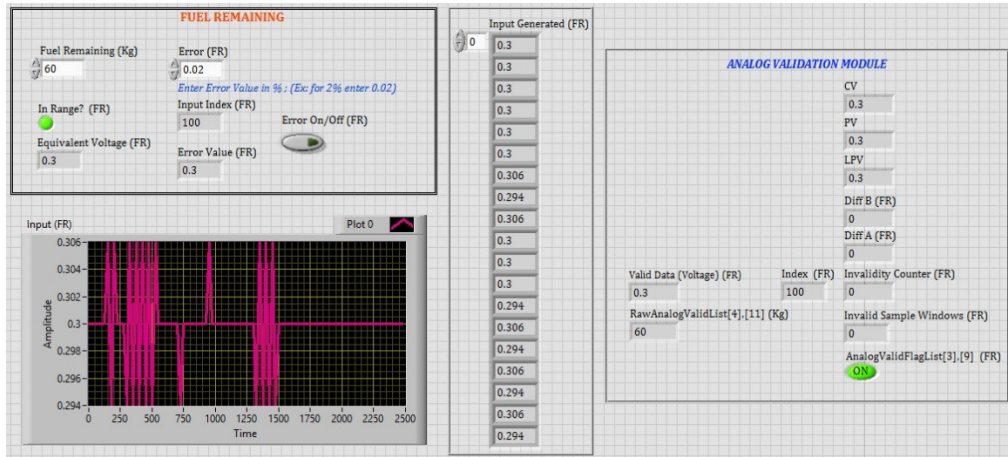 FUEL REMAINING
Fuel Remaining (Kg)
60
Error (FR)
0.02
Enter Error Value in % ; (Ex: for 2% enter 0.02)
In Range? (FR)
Input Index (FR)
100
Error On/Off (FR)
Equivalent Voltage (FR)
0.3
Error Value (FR)
0.3
Input (FR)
Plot 0
0.306
0.304
0.302
0.3
0.298
0.296
0.294
Amplitude
0 250 500 750 1000 1250 1500 1750 2000 2250 2500
Time
Input Generated (FR)
0
0.3
0.3
0.3
0.3
0.3
0.3
0.306
0.294
0.306
0.3
0.3
0.3
0.294
0.306
0.294
0.306
0.294
0.306
0.294
ANALOG VALIDATION MODULE
CV
0.3
PV
0.3
LPV
0.3
Diff B (FR)
0
Diff A (FR)
0
Valid Data (Voltage) (FR)
0.3
Index (FR)
100
Invalidity Counter (FR)
0
RawAnalogValidList[4].[11] (Kg)
60
Invalid Sample Windows (FR)
0
AnalogValidFlagList[3].[9] (FR)
ON